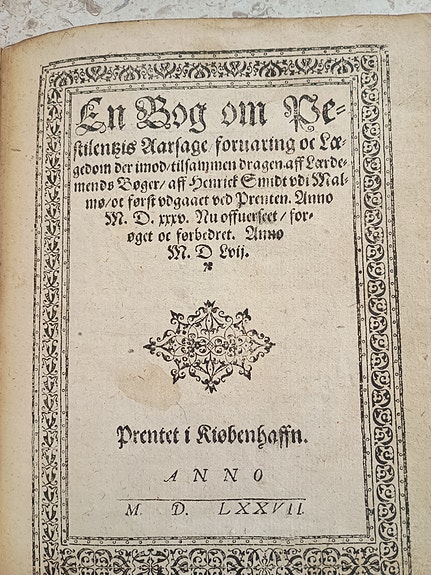 En Bog om Pe-
stilentzis Aarsage/ foruaring oc Læ-
gedom der imod/ tilsammen dragen aff Lærde-
mends Bøger/ aff Henrick Smidt vdi Mal-
mø/ oc først vdgaaet ved Prenten. Anno
M. D. xxxv. Nu offuerseet/ for-
øget oc forbedret. Anno
M. D Lvij.
Prentet i Kiøbenhaffn.
ANNO
M. D. LXXVII.